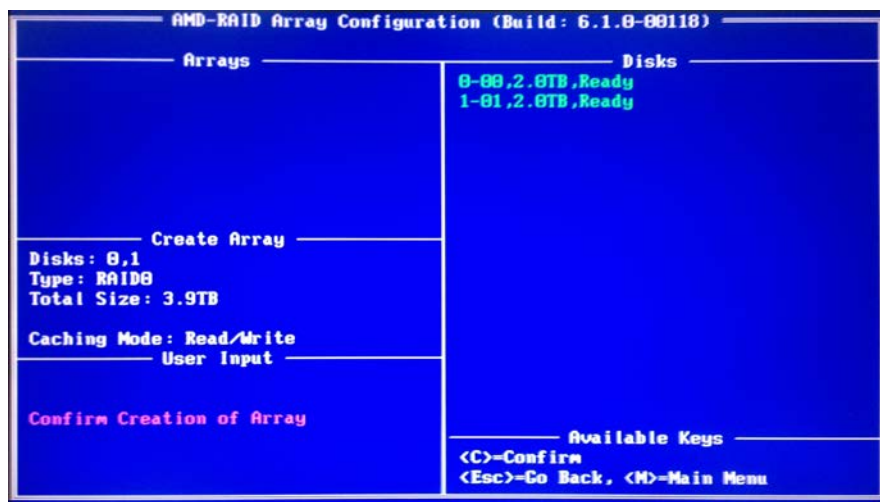 AMD-RAID Array Configuration (Build: 6.1.0-00118)
Arrays
Disks
0-00,2.0TB,Ready
1-01,2.0TB,Ready
Create Array
Disks: 0,1
Type: RAID0
Total Size: 3.9TB
Caching Mode: Read/Write
User Input
Confirm Creation of Array
Available Keys
<C>=Confirm
<Esc>=Go Back, <M>=Main Menu